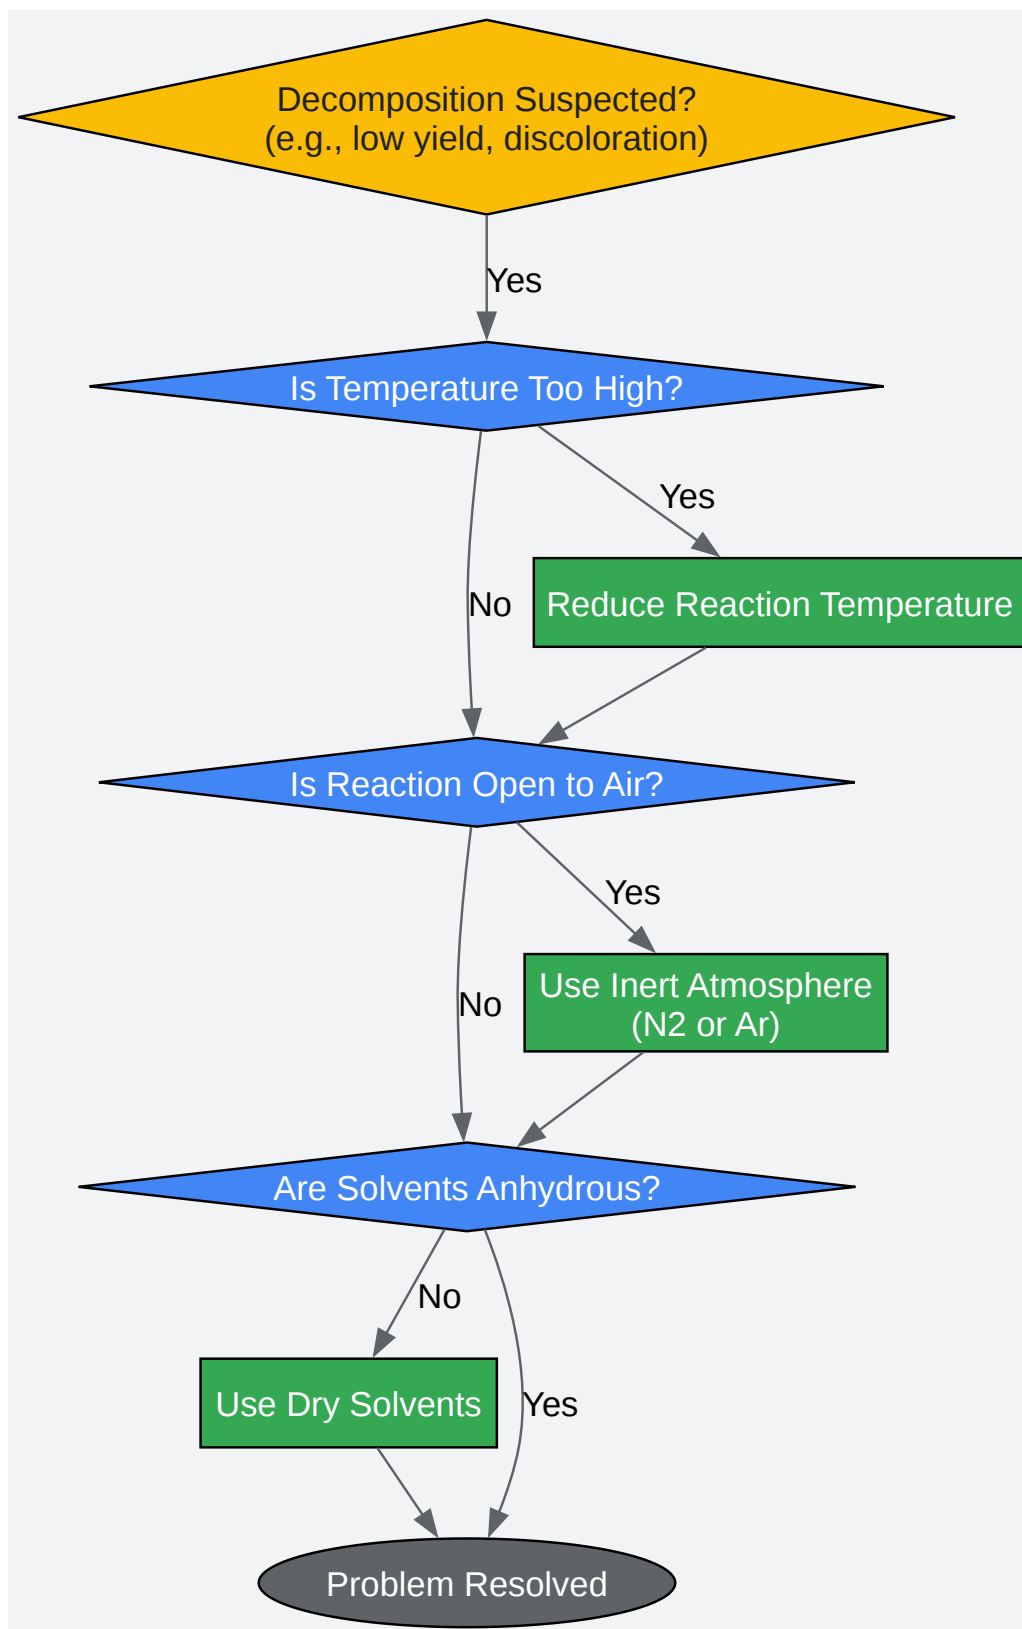 Decomposition Suspected?
(e.g., low yield, discoloration)
Yes
Is Temperature Too High?
Yes
No
Reduce Reaction Temperature
Is Reaction Open to Air?
Yes
No
Use Inert Atmosphere
(N2 or Ar)
Are Solvents Anhydrous?
No
Yes
Use Dry Solvents
Problem Resolved